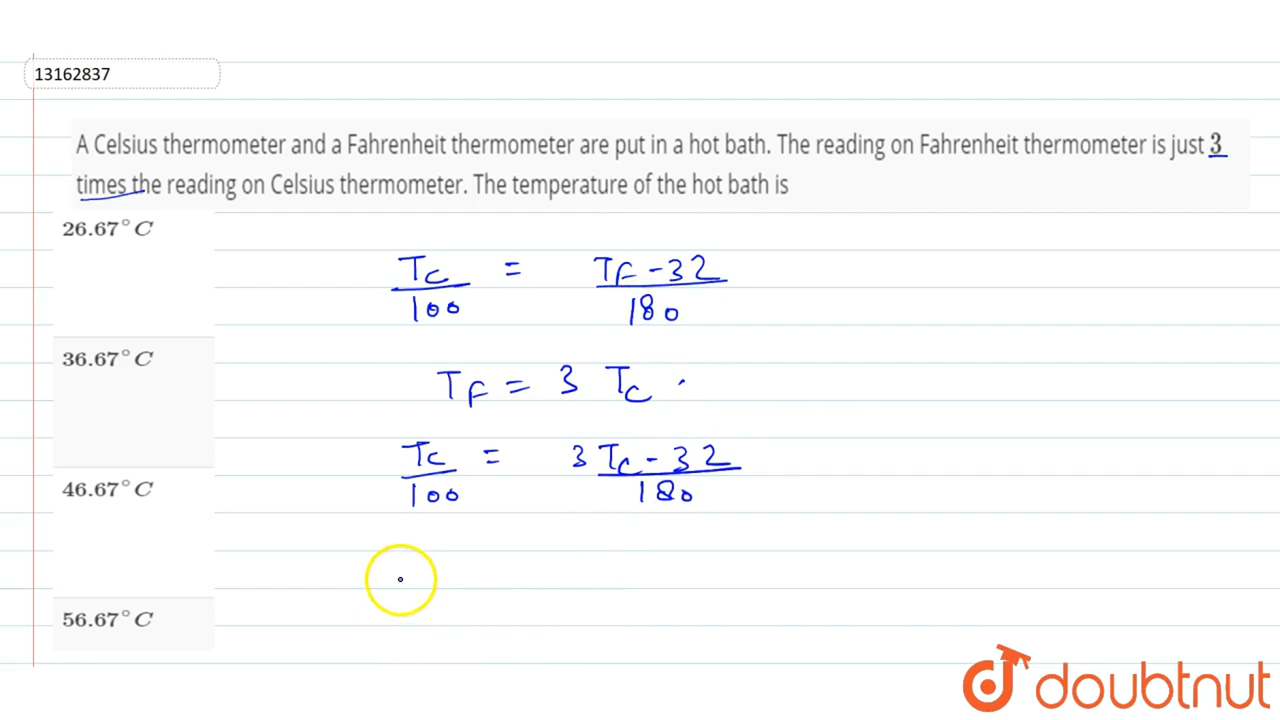 13162837
A Celsius thermometer and a Fahrenheit thermometer are put in a hot bath. The reading on Fahrenheit thermometer is just 3
times the reading on Celsius thermometer. The temperature of the hot bath is
26.67°C
36.67°C
46.67°C
56.67°C
Tc/100 = TF-32/180
TF = 3 Tc .
Tc/100 = 3Tc-32/180
doubtnut